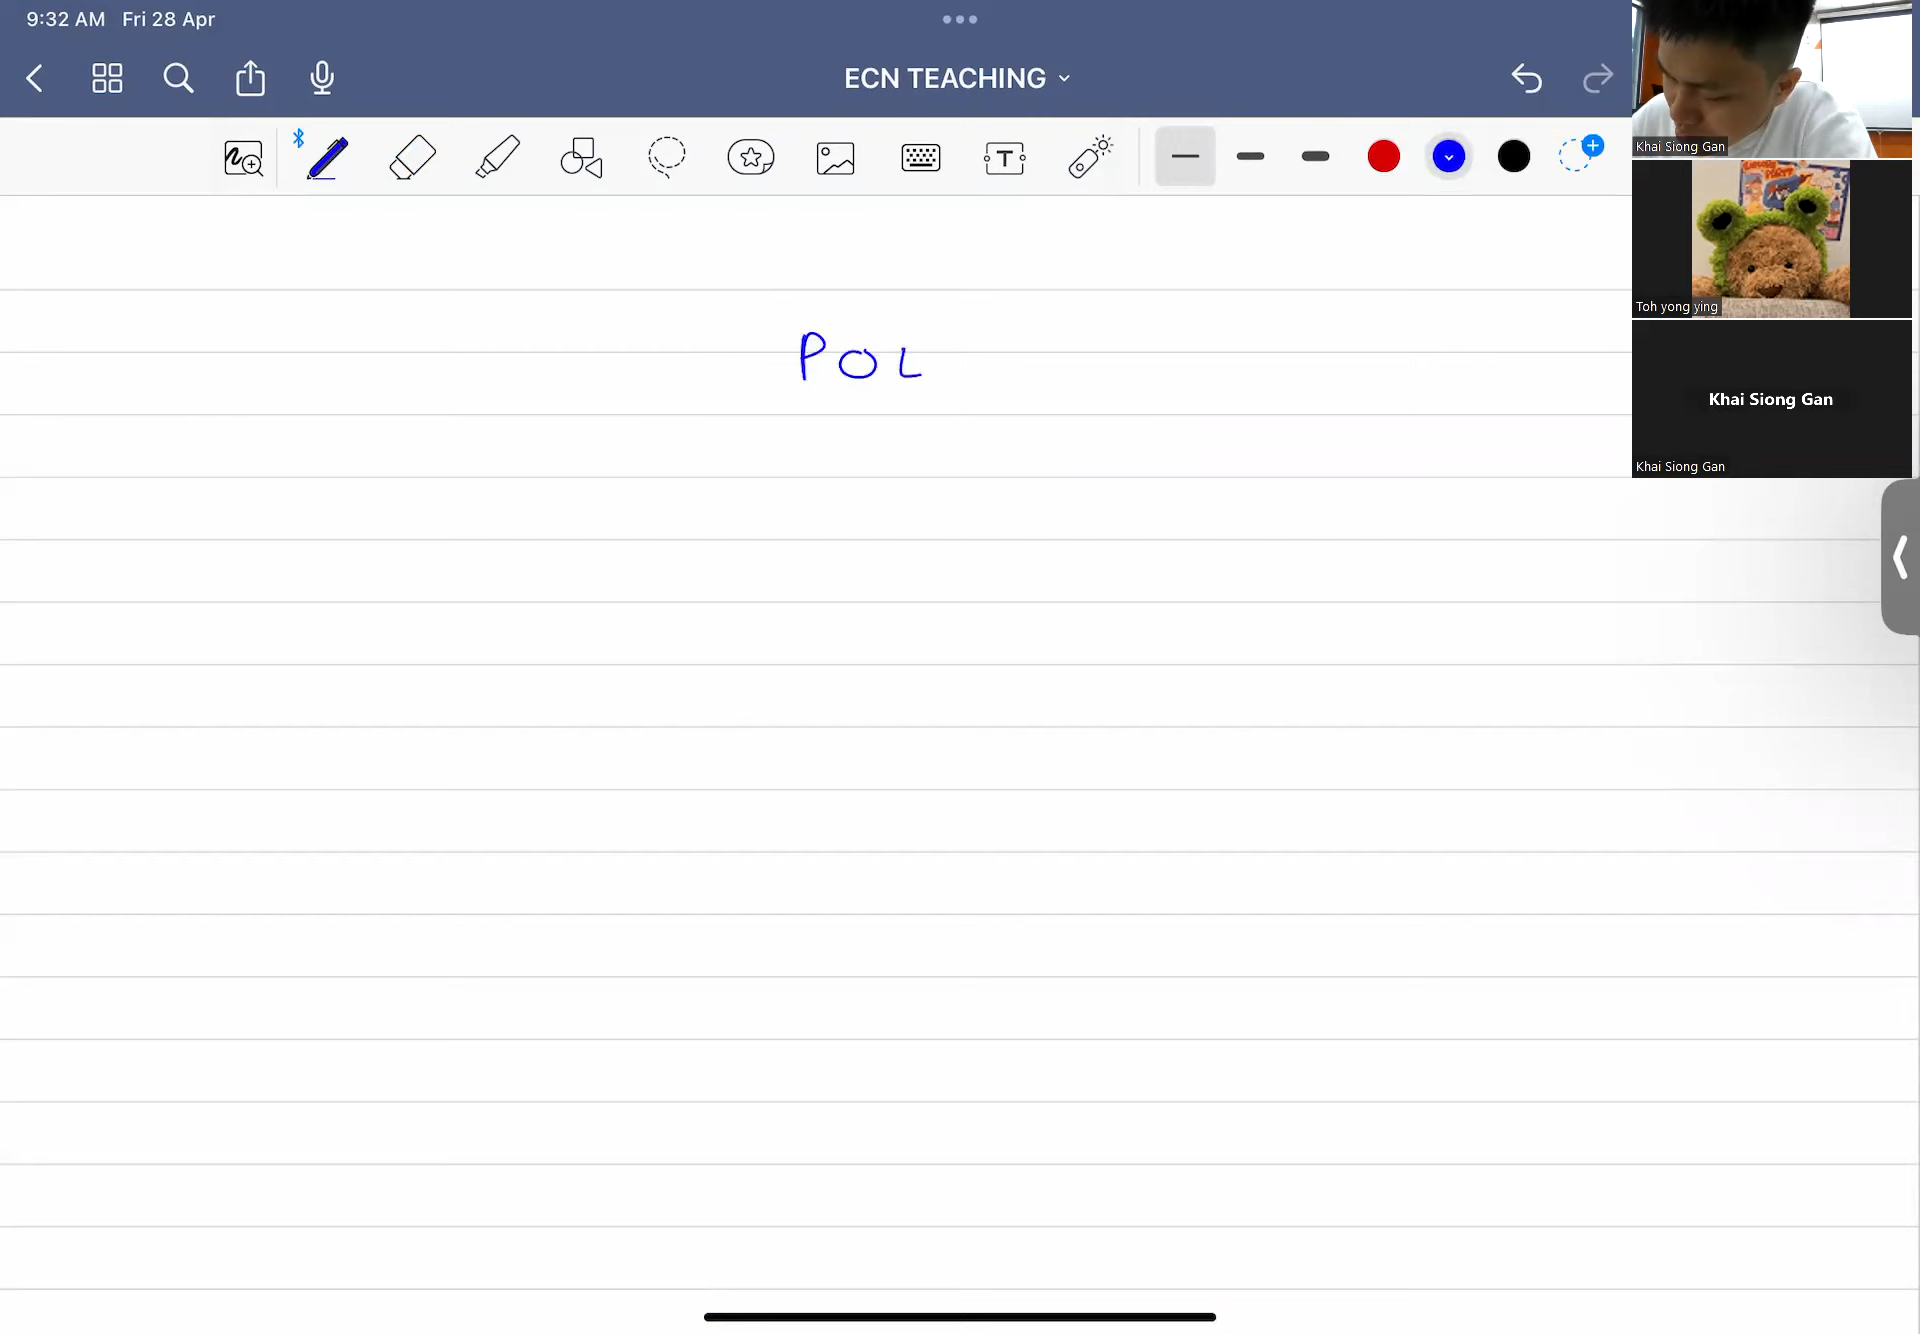 9:32 AM Fri 28 Apr
ECN TEACHING
T
Khai Siong Gan
Toh yong ying
POL
Khai Siong Gan
Khai Siong Gan